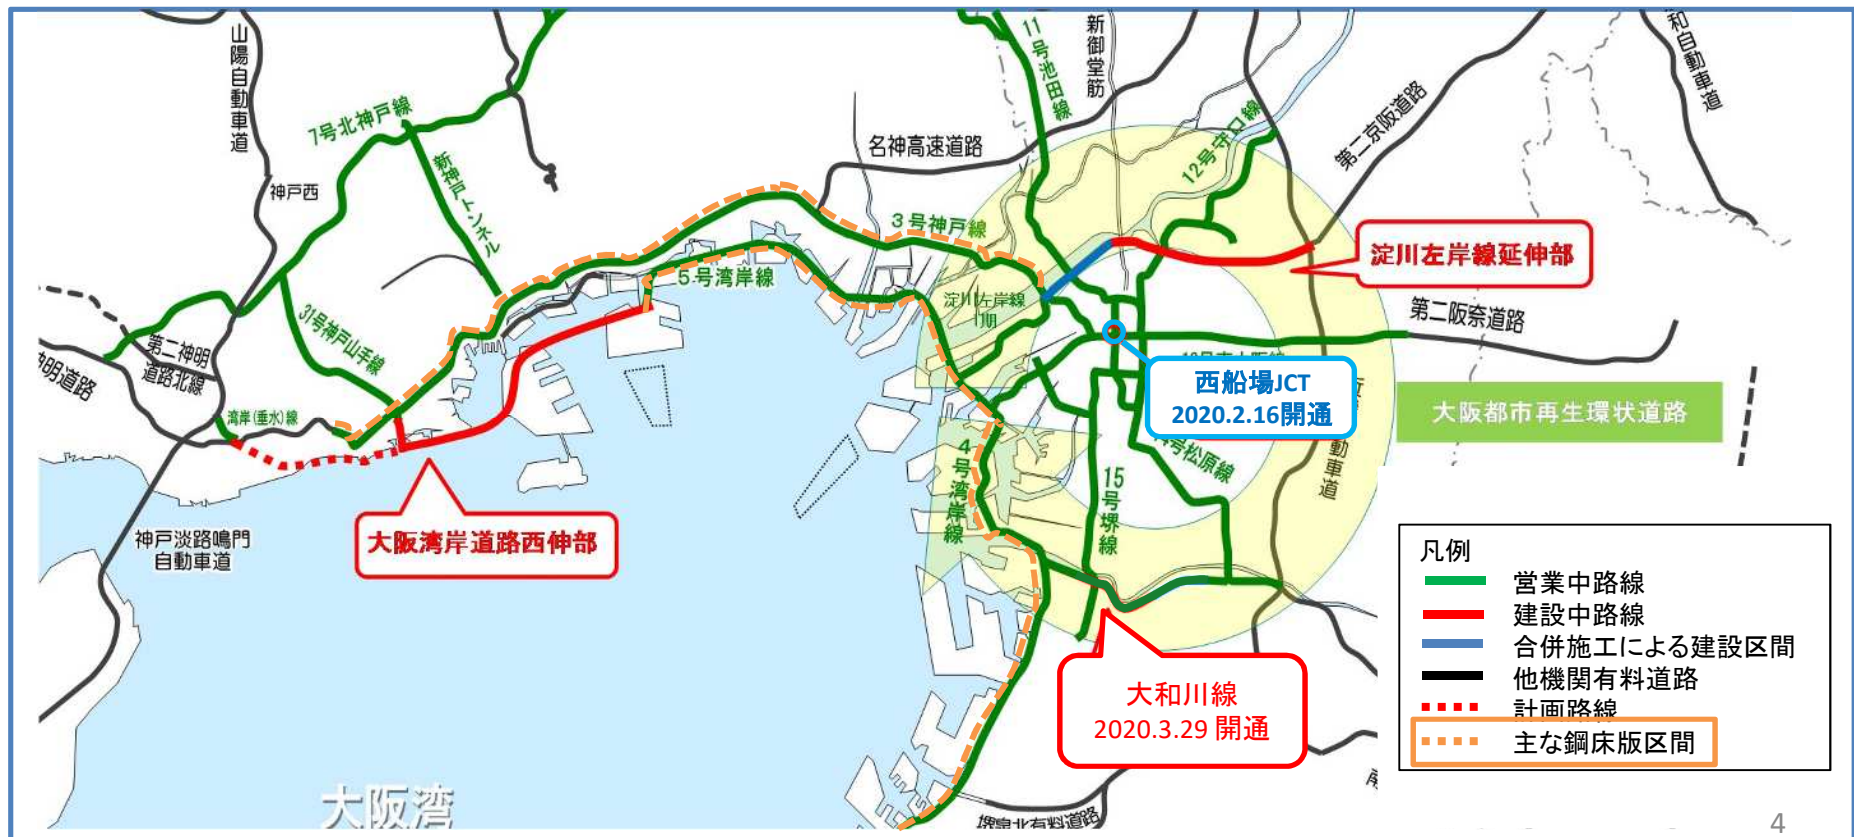 山陽自動車道
11号池田線
新御堂筋
和自動車道
7号北神戸線
新神戸トンネル
名神高速道路
12号守口線
第二京阪道路
神戸西
3号神戸線
淀川左岸線延伸部
5号湾岸線
淀川左岸線
I期
31号神戸山手線
第二阪奈道路
第二神明
道路北線
神明道路
西船場JCT
2020.2.16開通
大阪都市再生環状道路
湾岸(垂水)線
動車道
14号松原線
4号湾岸線
15号堺線
大阪湾岸道路西伸部
神戸淡路鳴門
自動車道
凡例
営業中路線
建設中路線
合併施工による建設区間
他機関有料道路
計画路線
主な鋼床版区間
大和川線
2020.3.29 開通
大阪湾
堺泉北有料道路
4